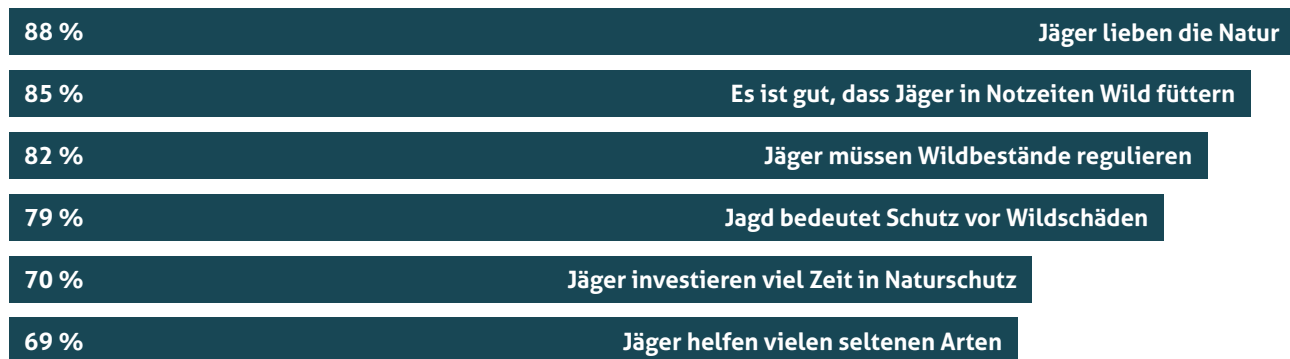 88 % Jäger lieben die Natur
85 % Es ist gut, dass Jäger in Notzeiten Wild füttern
82 % Jäger müssen Wildbestände regulieren
79 % Jagd bedeutet Schutz vor Wildschäden
70 % Jäger investieren viel Zeit in Naturschutz
69 % Jäger helfen vielen seltenen Arten